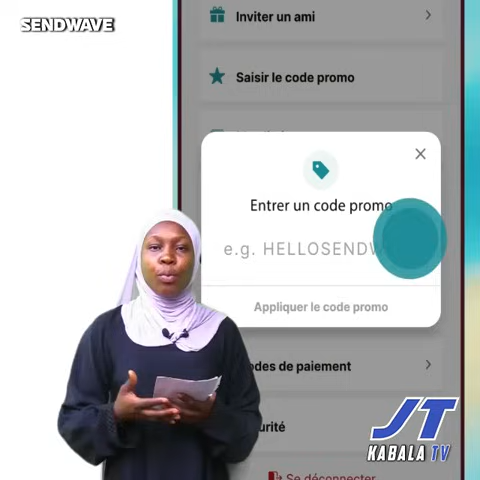 SENDWAVE
Inviter un ami
Saisir le code promo
Entrer un code promo
e.g. HELLOSENDW
Appliquer le code promo
odes de paiement
urité
Se déconnecter
JT
KABALA TV